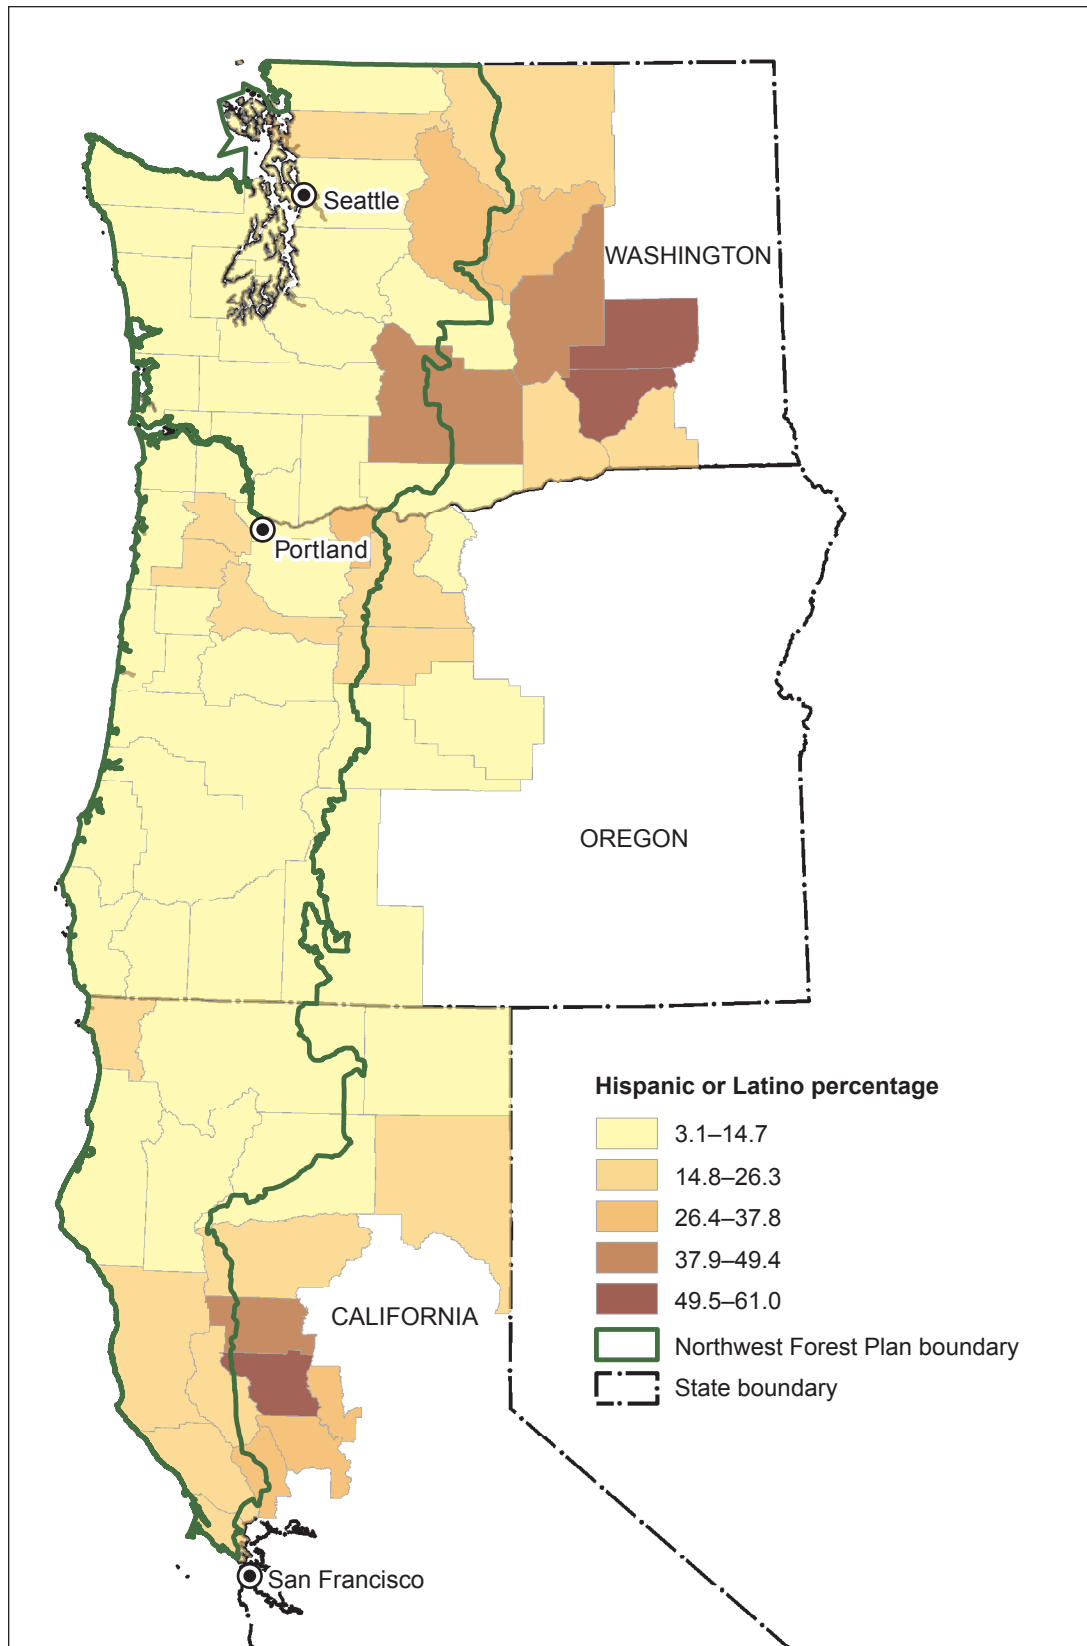 Seattle
WASHINGTON
Portland
OREGON
Hispanic or Latino percentage
3.1–14.7
14.8–26.3
26.4–37.8
37.9–49.4
49.5–61.0
Northwest Forest Plan boundary
State boundary
CALIFORNIA
San Francisco